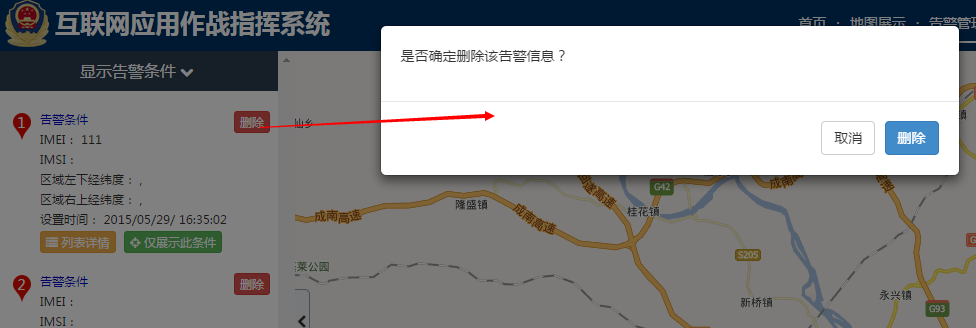 互联网应用作战指挥系统
首页 · 地图展示 · 告警管理
显示告警条件
是否确定删除该告警信息？
取消 删除
1 告警条件 删除
IMEI： 111
IMSI：
区域左下经纬度： ,
区域右上经纬度： ,
设置时间： 2015/05/29/ 16:35:02
列表详情 仅展示此条件
2 告警条件 删除
IMEI：
IMSI：
仙乡
G42
成南高速
隆盛镇
成南高速
桂花镇
S205
新桥镇
永兴镇
G93
莱公园